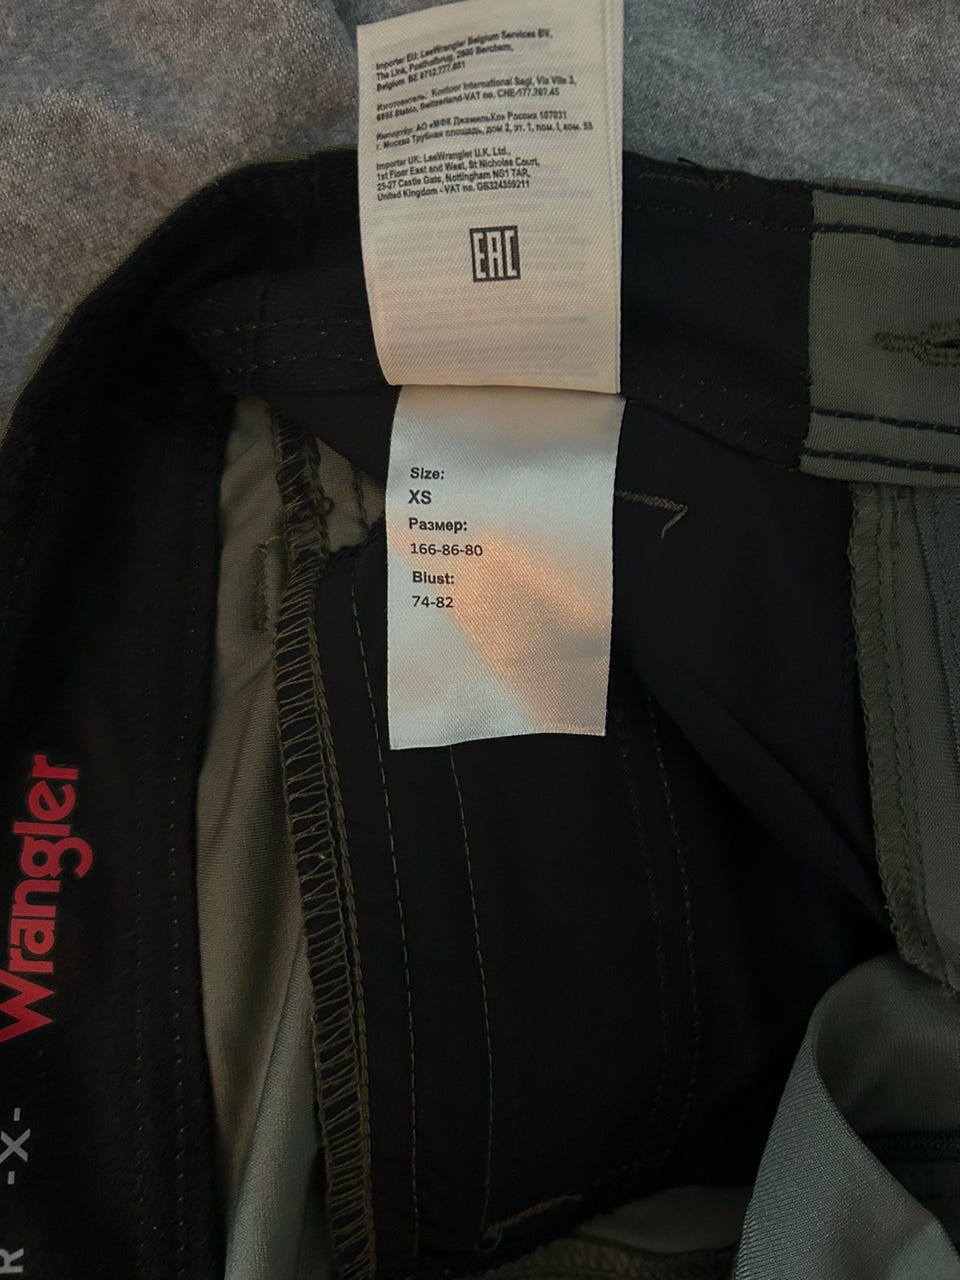 Importer EU: LeeWrangler Belgium Services BV,
The Link, Posthofbrug, 2600 Berchem,
Belgium BE 0712.777.881
Изготовитель: Kontoor International Sagl, Via Vite 3,
6855 Stabio, Switzerland-VAT no. CHE-177.767.45
Импортёр: АО «МФК ДжамильКо» Россия 107031
г. Москва Трубная площадь, дом 2, эт. 1, пом. I, ком. 55
Importer UK: LeeWrangler U.K. Ltd.,
1st Floor East and West, St Nicholas Court,
25-27 Castle Gate, Nottingham NG1 7AR,
United Kingdom - VAT no. GB324359211
EAC
Size:
XS
Размер:
166-86-80
Blust:
74-82
Wrangler
-X-
R